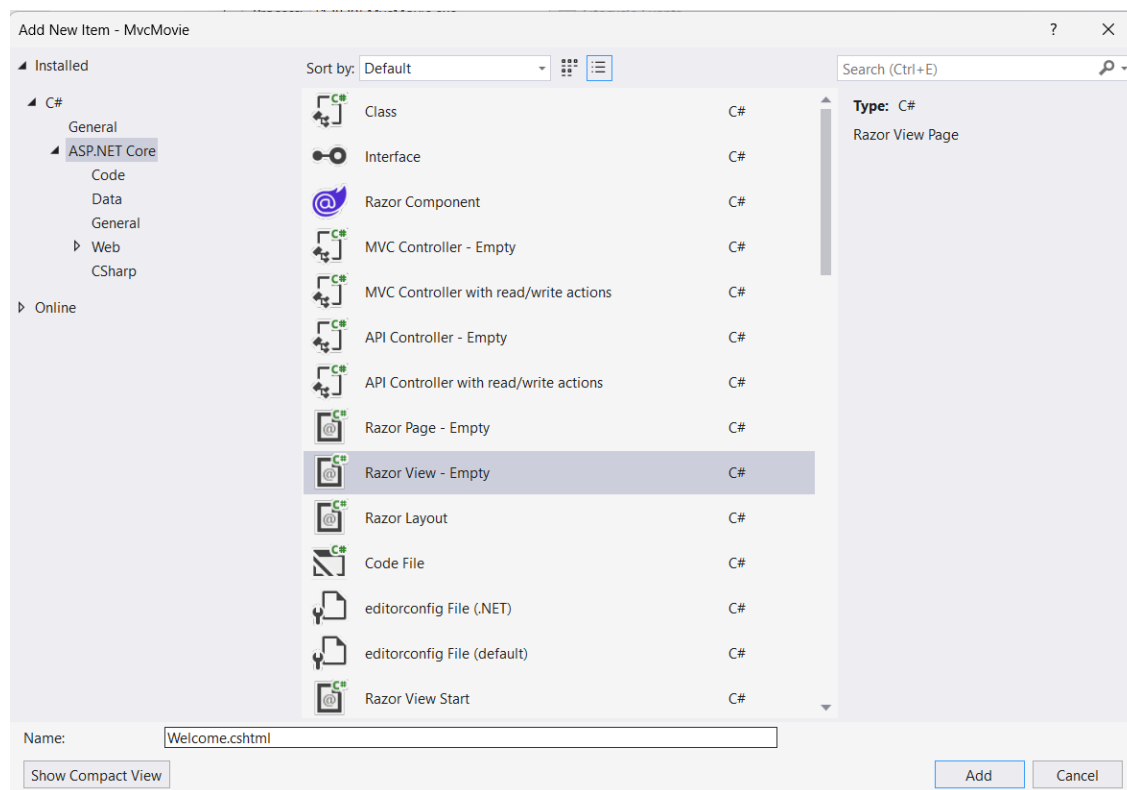 Add New Item - MvcMovie
?
Installed
Sort by: Default
Search (Ctrl+E)
C#
General
ASP.NET Core
Code
Data
General
Web
CSharp
Online
Class C#
Interface C#
Razor Component C#
MVC Controller - Empty C#
MVC Controller with read/write actions C#
API Controller - Empty C#
API Controller with read/write actions C#
Razor Page - Empty C#
Razor View - Empty C#
Razor Layout C#
Code File C#
editorconfig File (.NET) C#
editorconfig File (default) C#
Razor View Start C#
Type: C#
Razor View Page
Name: Welcome.cshtml
Show Compact View
Add
Cancel